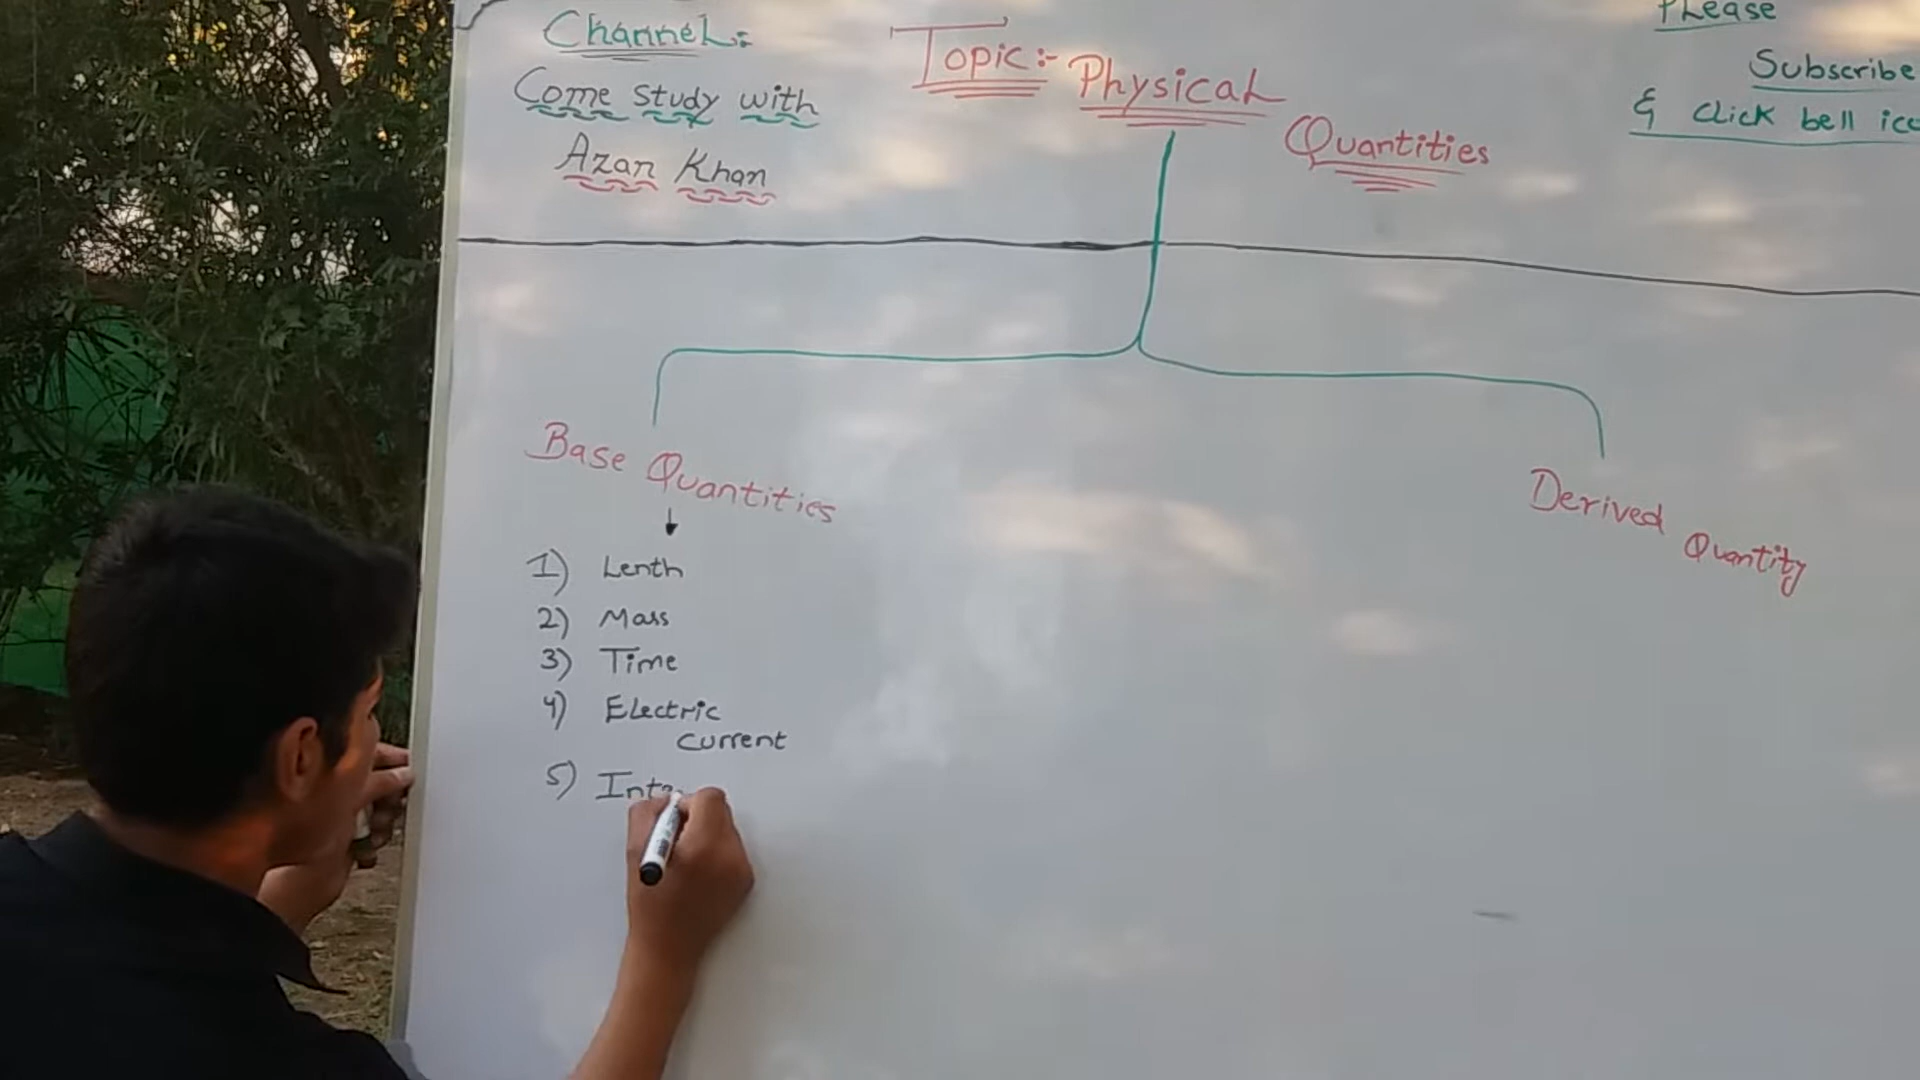 Channel:
Come Study with
Azan Khan
Topic:- Physical
Quantities
Please
Subscribe
& Click bell ico
Base Quantities
1) Lenth
2) Mass
3) Time
4) Electric
Current
5) Inte
Derived
Quantity